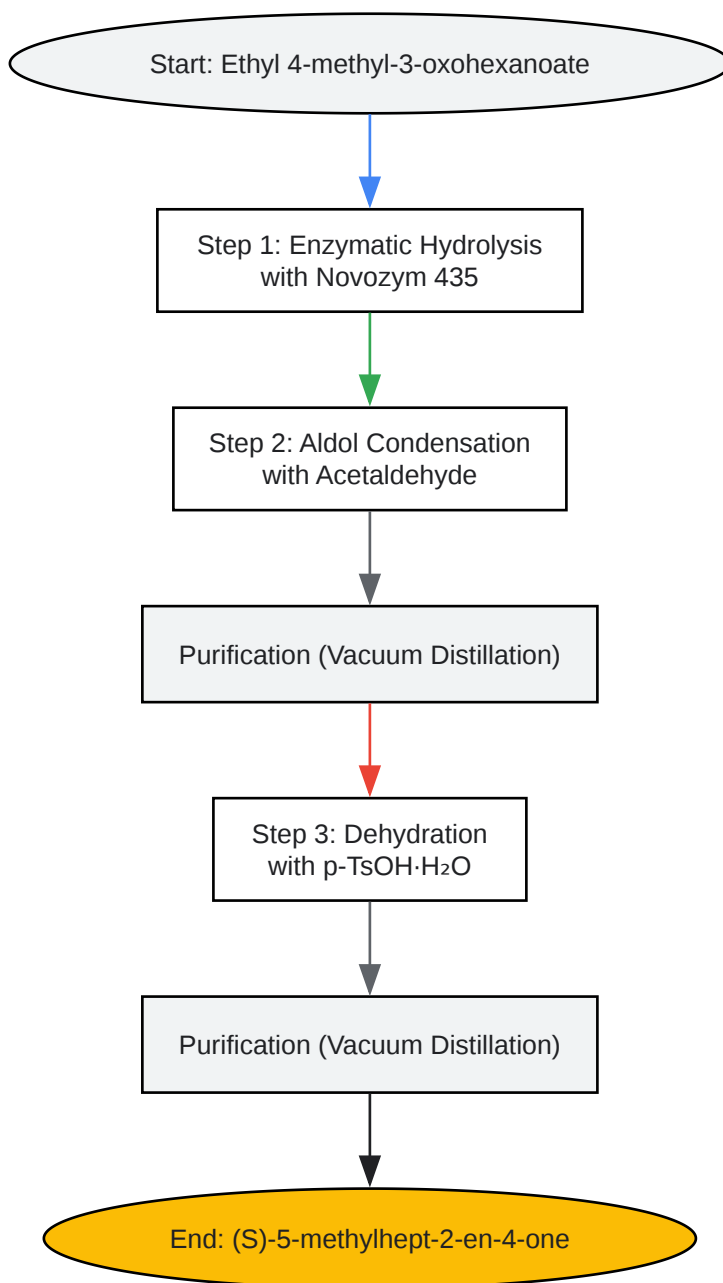 Start: Ethyl 4-methyl-3-oxohexanoate
Step 1: Enzymatic Hydrolysis
with Novozym 435
Step 2: Aldol Condensation
with Acetaldehyde
Purification (Vacuum Distillation)
Step 3: Dehydration
with p-TsOH·H₂O
Purification (Vacuum Distillation)
End: (S)-5-methylhept-2-en-4-one